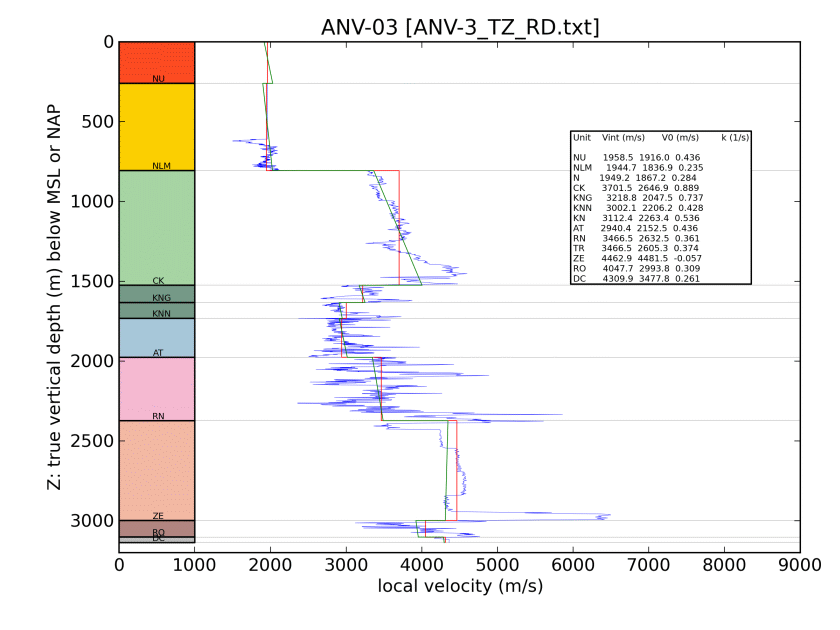 ANV-03 [ANV-3_TZ_RD.txt]
Z: true vertical depth (m) below MSL or NAP
0
500
1000
1500
2000
2500
3000
NU
NLM
CK
KNG
KNN
AT
RN
ZE
RO
DC
Unit Vint (m/s) V0 (m/s) k (1/s)
NU 1958.5 1916.0 0.436
NLM 1944.7 1836.9 0.235
N 1949.2 1867.2 0.284
CK 3701.5 2646.9 0.889
KNG 3218.8 2047.5 0.737
KNN 3002.1 2206.2 0.428
KN 3112.4 2263.4 0.536
AT 2940.4 2152.5 0.436
RN 3466.5 2632.5 0.361
TR 3466.5 2605.3 0.374
ZE 4462.9 4481.5 -0.057
RO 4047.7 2993.8 0.309
DC 4309.9 3477.8 0.261
0 1000 2000 3000 4000 5000 6000 7000 8000 9000
local velocity (m/s)